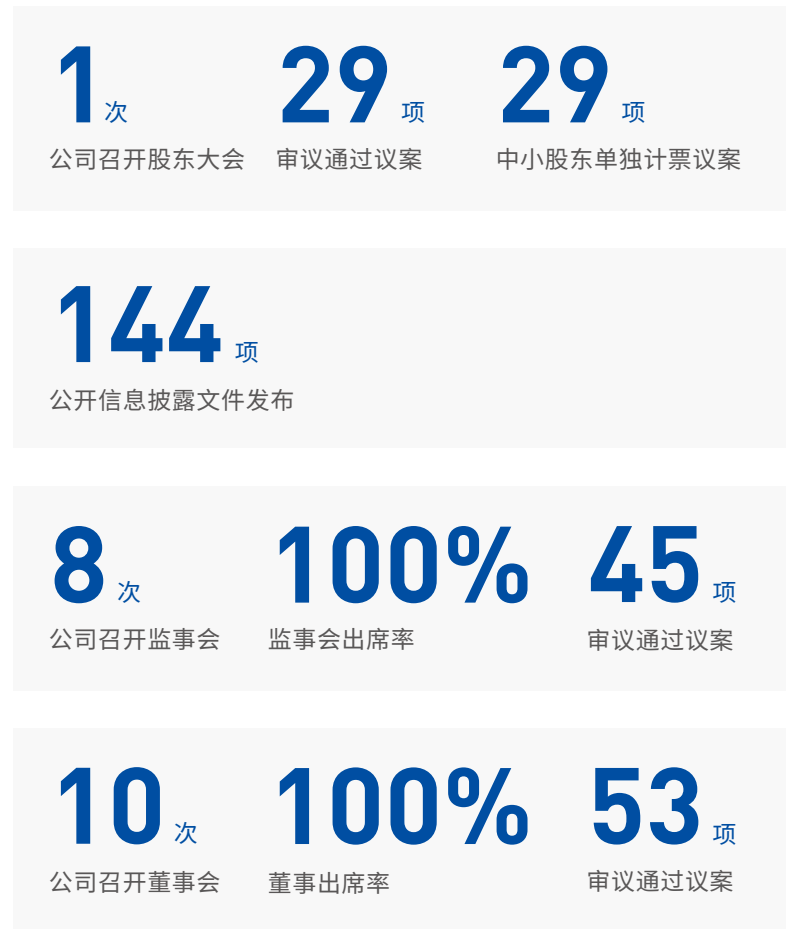 1次 29项 29项
公司召开股东大会 审议通过议案 中小股东单独计票议案
144项
公开信息披露文件发布
8次 100% 45项
公司召开监事会 监事会出席率 审议通过议案
10次 100% 53项
公司召开董事会 董事出席率 审议通过议案